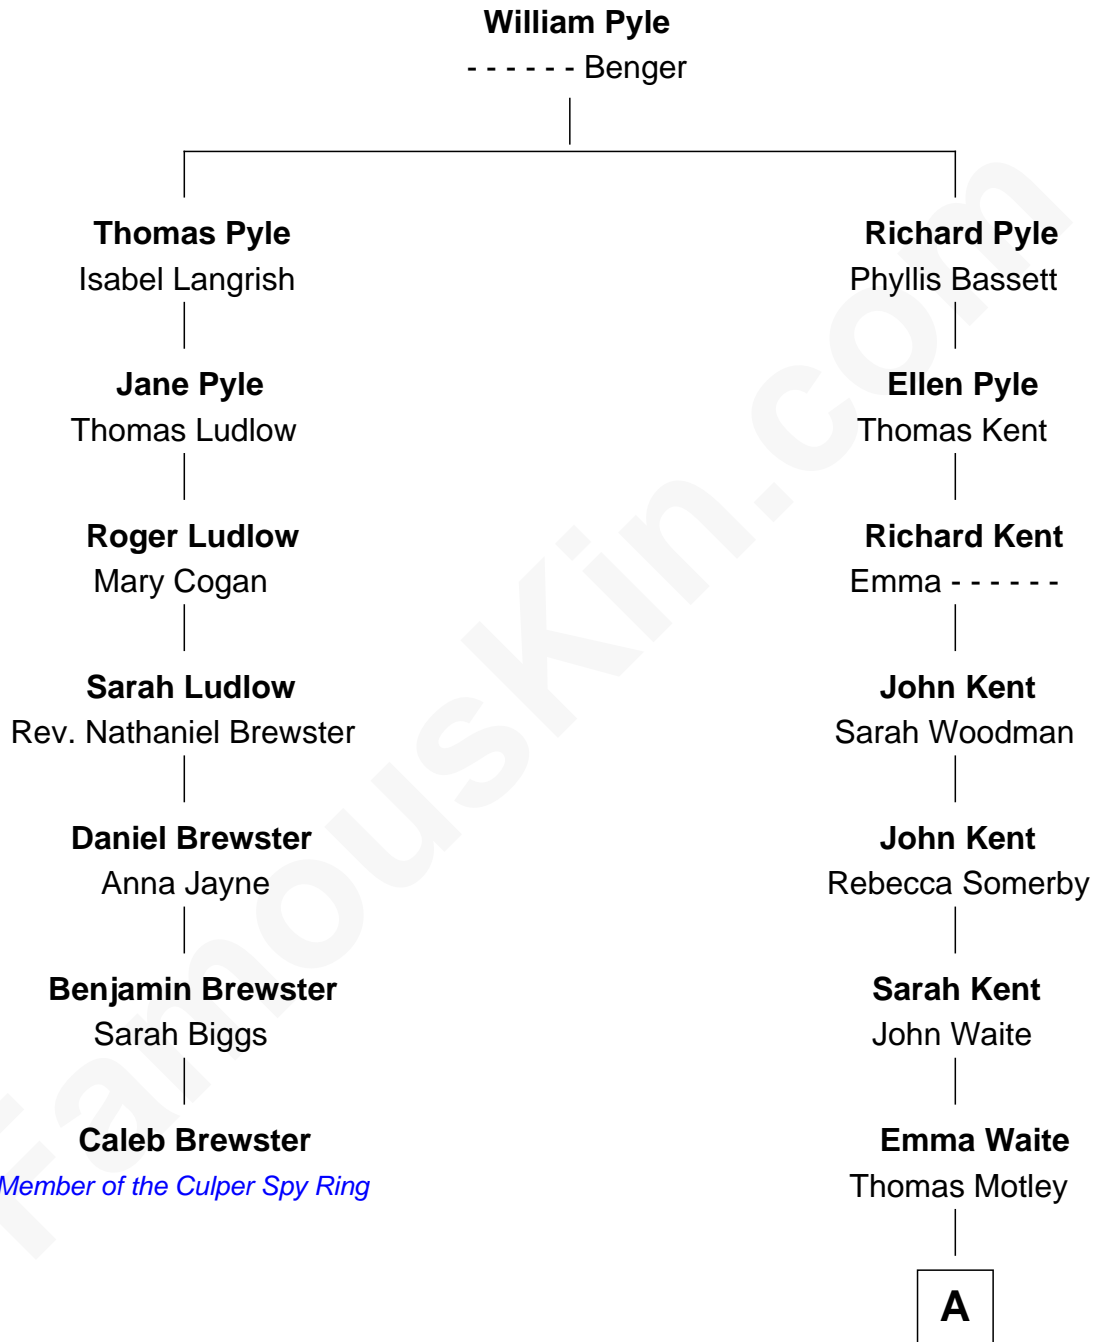 William Pyle
- - - - - - Benger
Thomas Pyle
Isabel Langrish
Richard Pyle
Phyllis Bassett
Jane Pyle
Thomas Ludlow
Ellen Pyle
Thomas Kent
Roger Ludlow
Mary Cogan
Richard Kent
Emma - - - - - -
Sarah Ludlow
Rev. Nathaniel Brewster
John Kent
Sarah Woodman
Daniel Brewster
Anna Jayne
John Kent
Rebecca Somerby
Benjamin Brewster
Sarah Biggs
Sarah Kent
John Waite
Caleb Brewster
Member of the Culper Spy Ring
Emma Waite
Thomas Motley
A
FamousKin.com